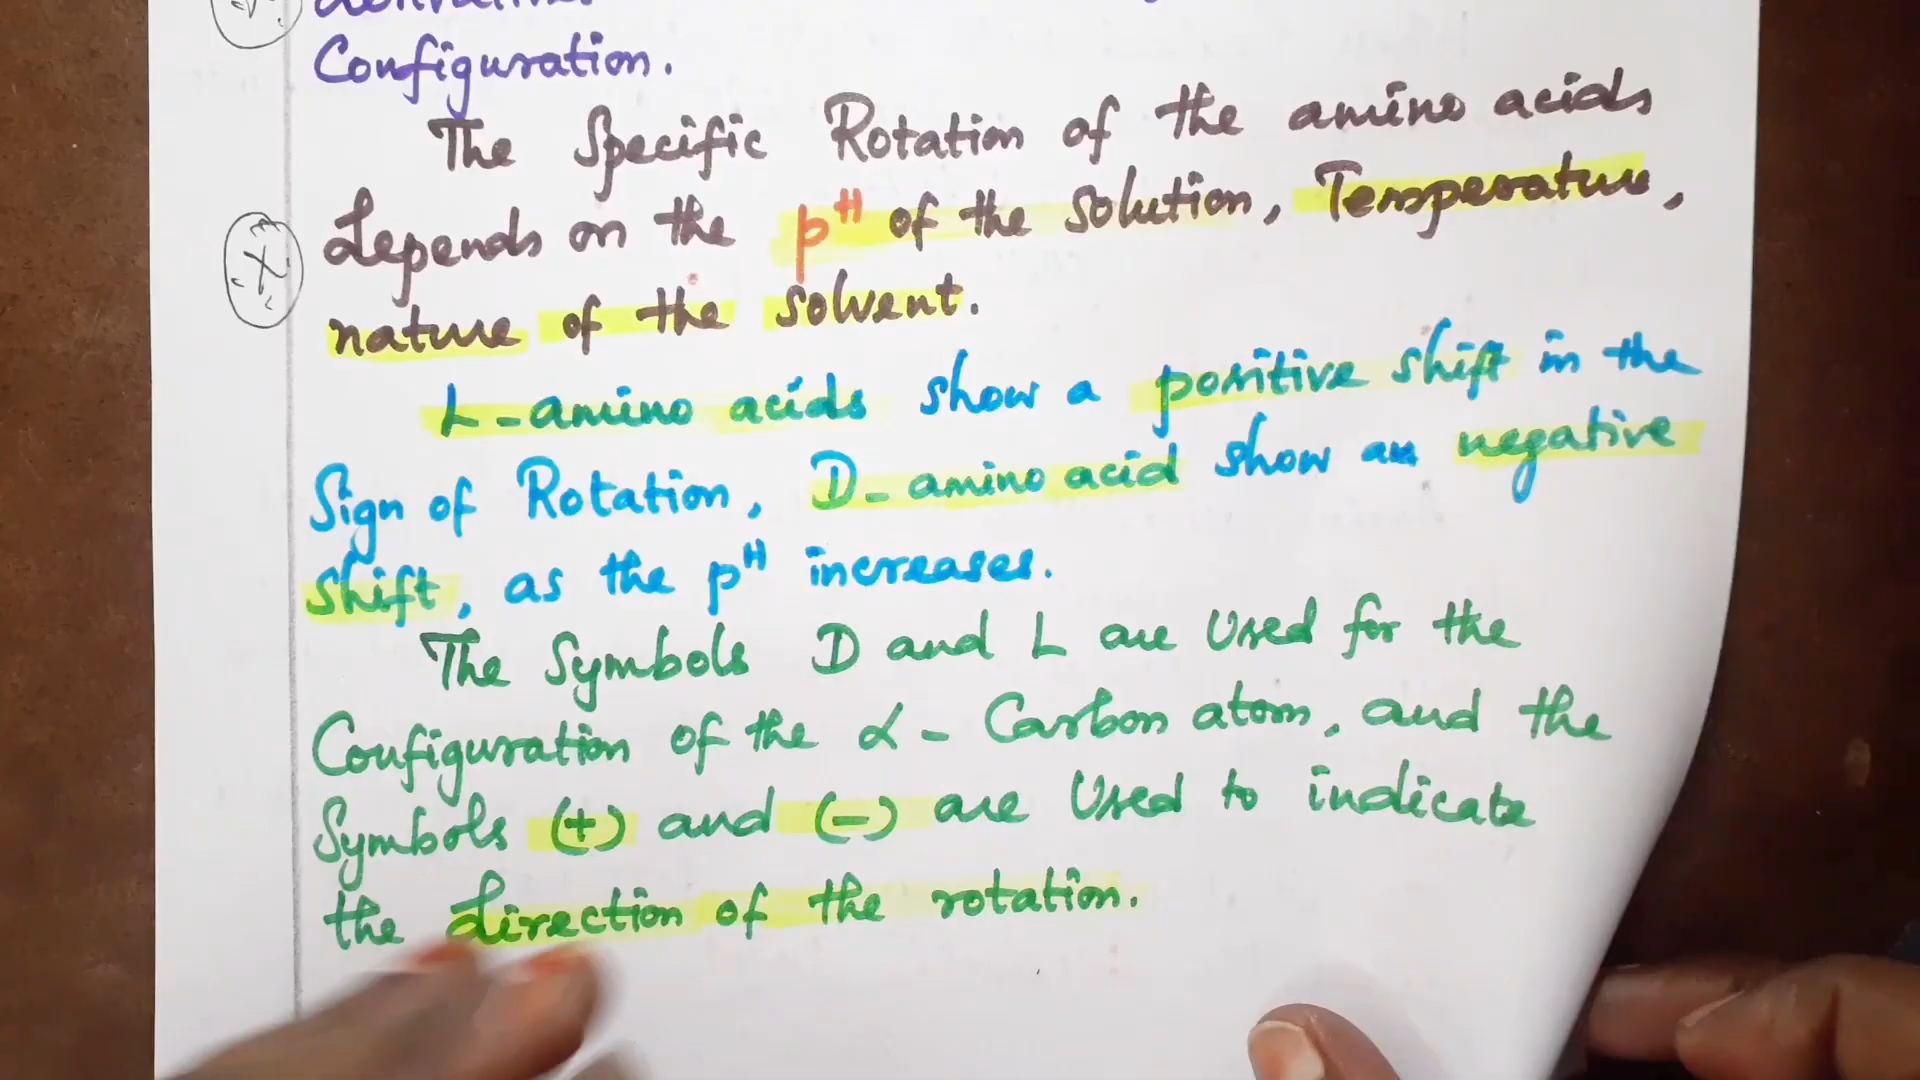 Configuration.
The Specific Rotation of the amino acids
depends on the pH of the solution, Temperature,
nature of the solvent.
L-amino acids show a positive shift in the
Sign of Rotation, D-amino acid show an negative
shift, as the pH increases.
The Symbols D and L are Used for the
Configuration of the α-Carbon atom, and the
Symbols (+) and (-) are Used to indicate
the direction of the rotation.